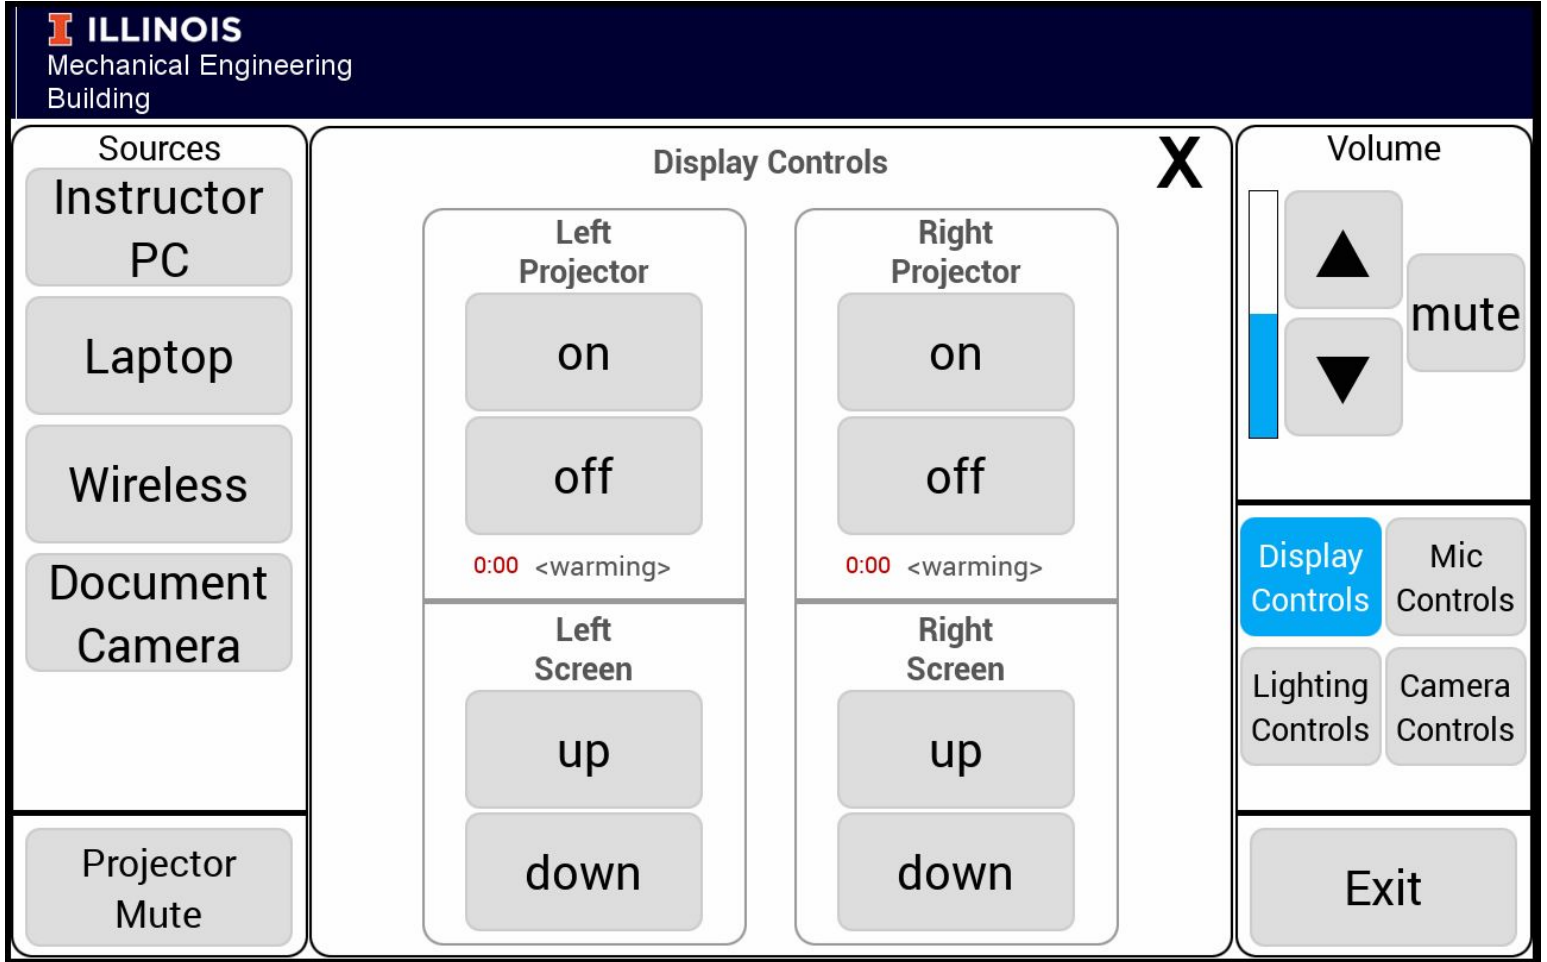 ILLINOIS
Mechanical Engineering
Building
Sources
Instructor
PC
Laptop
Wireless
Document
Camera
Projector
Mute
Display Controls
X
Left
Projector
on
off
0:00 <warming>
Left
Screen
up
down
Right
Projector
on
off
0:00 <warming>
Right
Screen
up
down
Volume
mute
Display
Controls
Mic
Controls
Lighting
Controls
Camera
Controls
Exit